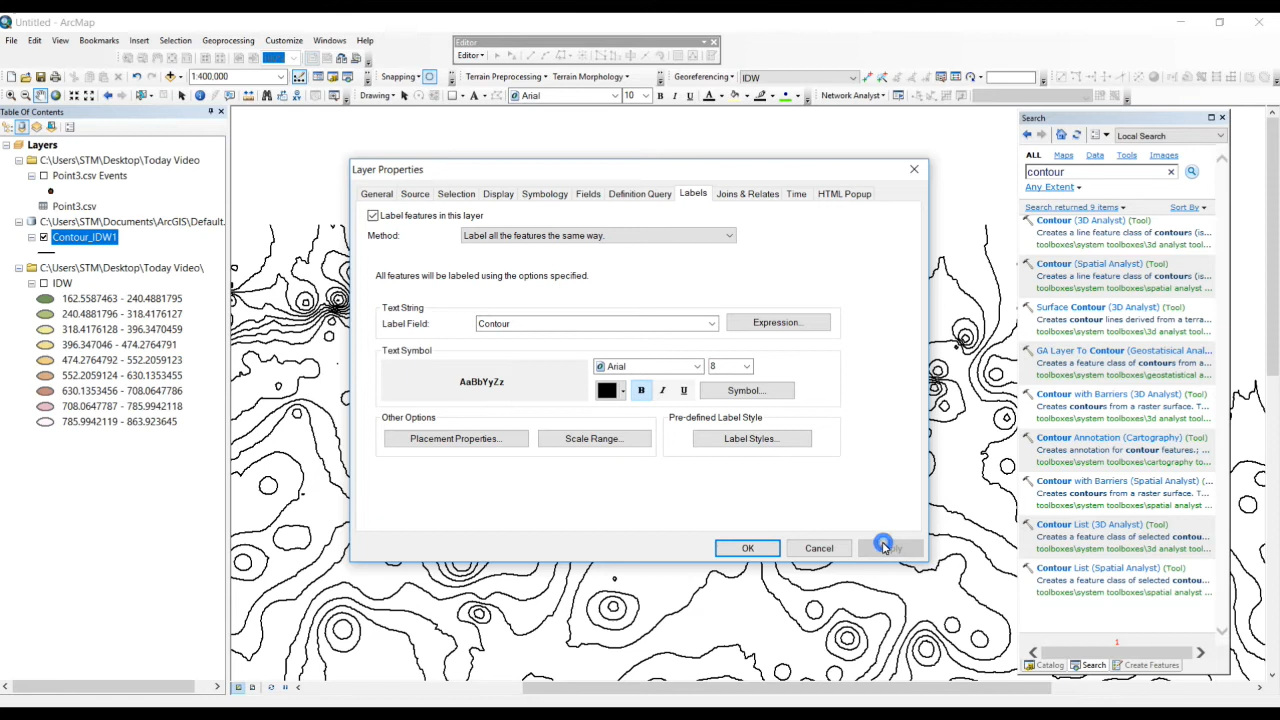 Untitled - ArcMap
File Edit View Bookmarks Insert Selection Geoprocessing Customize Windows Help
Editor
Editor
1:400.000
Snapping
Terrain Preprocessing Terrain Morphology
Georeferencing IDW
Drawing
Arial
10
B I U A
Network Analyst
Table Of Contents
Layers
C:\Users\STM\Desktop\Today Video
Point3.csv Events
Point3.csv
C:\Users\STM\Documents\ArcGIS\Default.
Contour_IDW1
C:\Users\STM\Desktop\Today Video\
IDW
162.5587463 - 240.4881795
240.4881796 - 318.4176127
318.4176128 - 396.3470459
396.347046 - 474.2764791
474.2764792 - 552.2059123
552.2059124 - 630.1353455
630.1353456 - 708.0647786
708.0647787 - 785.9942118
785.9942119 - 863.923645
Layer Properties
General Source Selection Display Symbology Fields Definition Query Labels Joins & Relates Time HTML Popup
Label features in this layer
Method: Label all the features the same way.
All features will be labeled using the options specified.
Text String
Label Field: Contour Expression...
Text Symbol
AaBbYyZz
Arial 8
B I U Symbol...
Other Options
Placement Properties... Scale Range...
Pre-defined Label Style
Label Styles...
OK Cancel
Search
Local Search
ALL Maps Data Tools Images
contour
Any Extent
Search returned 9 items Sort By
Contour (3D Analyst) (Tool)
Creates a line feature class of contours (is...
toolboxes\system toolboxes\3d analyst tool...
Contour (Spatial Analyst) (Tool)
Creates a line feature class of contours (is...
toolboxes\system toolboxes\spatial analyst ...
Surface Contour (3D Analyst) (Tool)
Creates contour lines derived from a terra...
toolboxes\system toolboxes\3d analyst tool...
GA Layer To Contour (Geostatisical Anal...
Creates a feature class of contours from g...
toolboxes\system toolboxes\geostatistical a...
Contour with Barriers (3D Analyst) (Tool)
Creates contours from a raster surface. T...
toolboxes\system toolboxes\3d analyst tool...
Contour Annotation (Cartography) (Tool)
Creates annotation for contour features.; ...
toolboxes\system toolboxes\cartography to...
Contour with Barriers (Spatial Analyst) (...
Creates contours from a raster surface. T...
toolboxes\system toolboxes\spatial analyst ...
Contour List (3D Analyst) (Tool)
Creates a feature class of selected contou...
toolboxes\system toolboxes\3d analyst tool...
Contour List (Spatial Analyst) (Tool)
Creates a feature class of selected contou...
toolboxes\system toolboxes\spatial analyst ...
1
Catalog Search Create Features